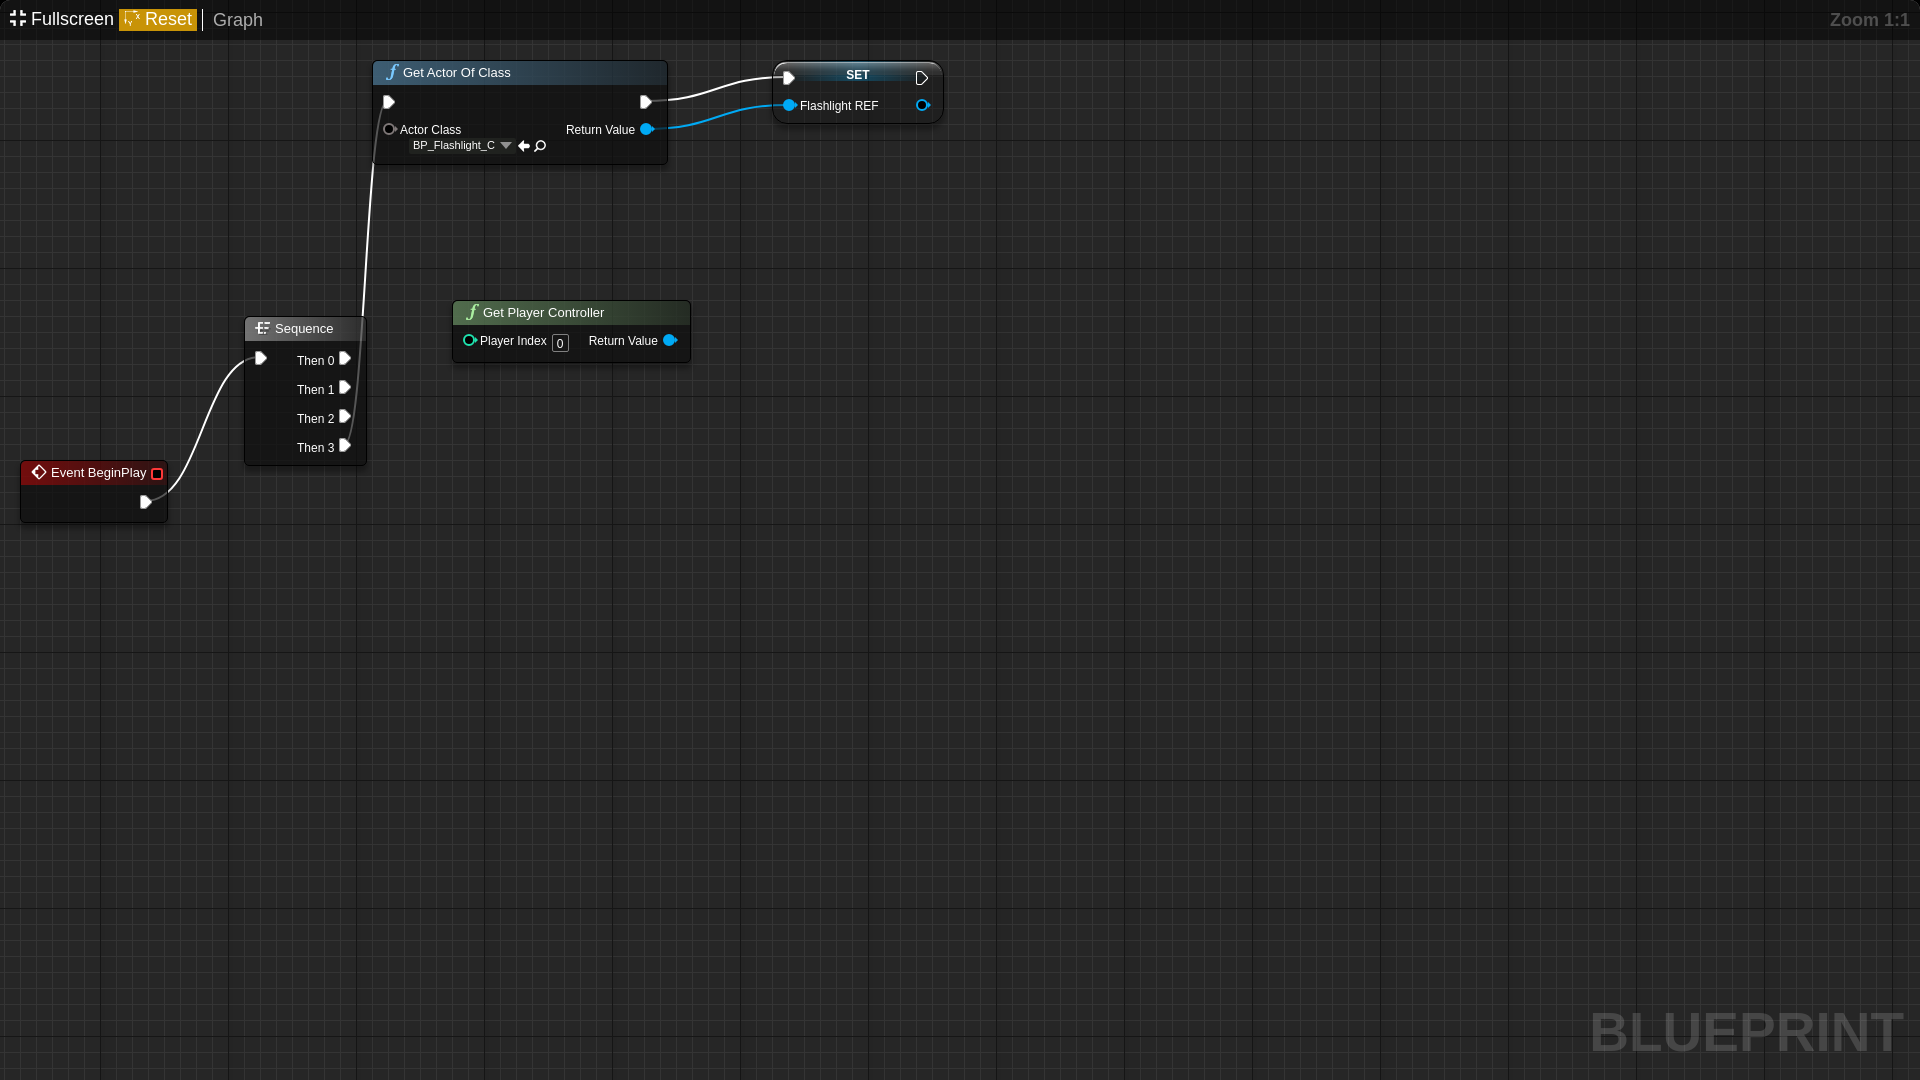 Fullscreen Reset Graph Zoom 1:1
Get Actor Of Class
Actor Class Return Value
BP_Flashlight_C
SET
Flashlight REF
Get Player Controller
Player Index 0 Return Value
Sequence
Then 0
Then 1
Then 2
Then 3
Event BeginPlay
BLUEPRINT